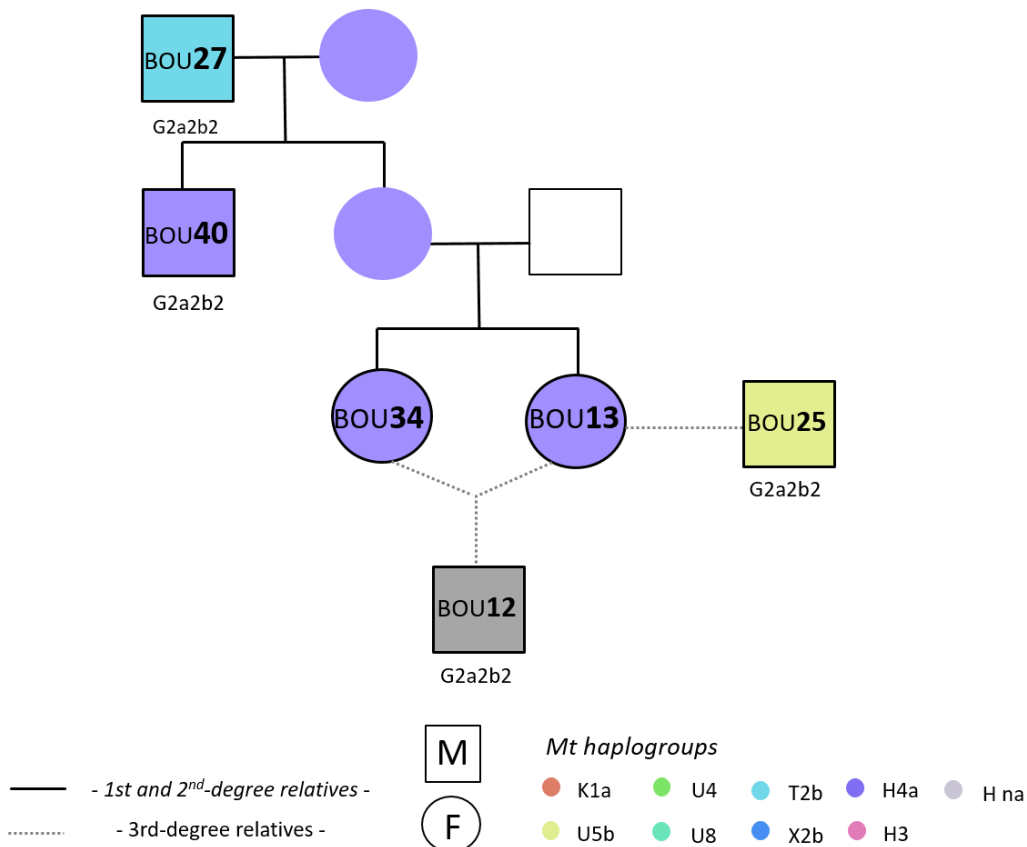 BOU27
G2a2b2
BOU40
G2a2b2
BOU34
BOU13
BOU25
G2a2b2
BOU12
G2a2b2
M
F
- 1st and 2nd-degree relatives -
- 3rd-degree relatives -
Mt haplogroups
K1a
U4
T2b
H4a
H na
U5b
U8
X2b
H3